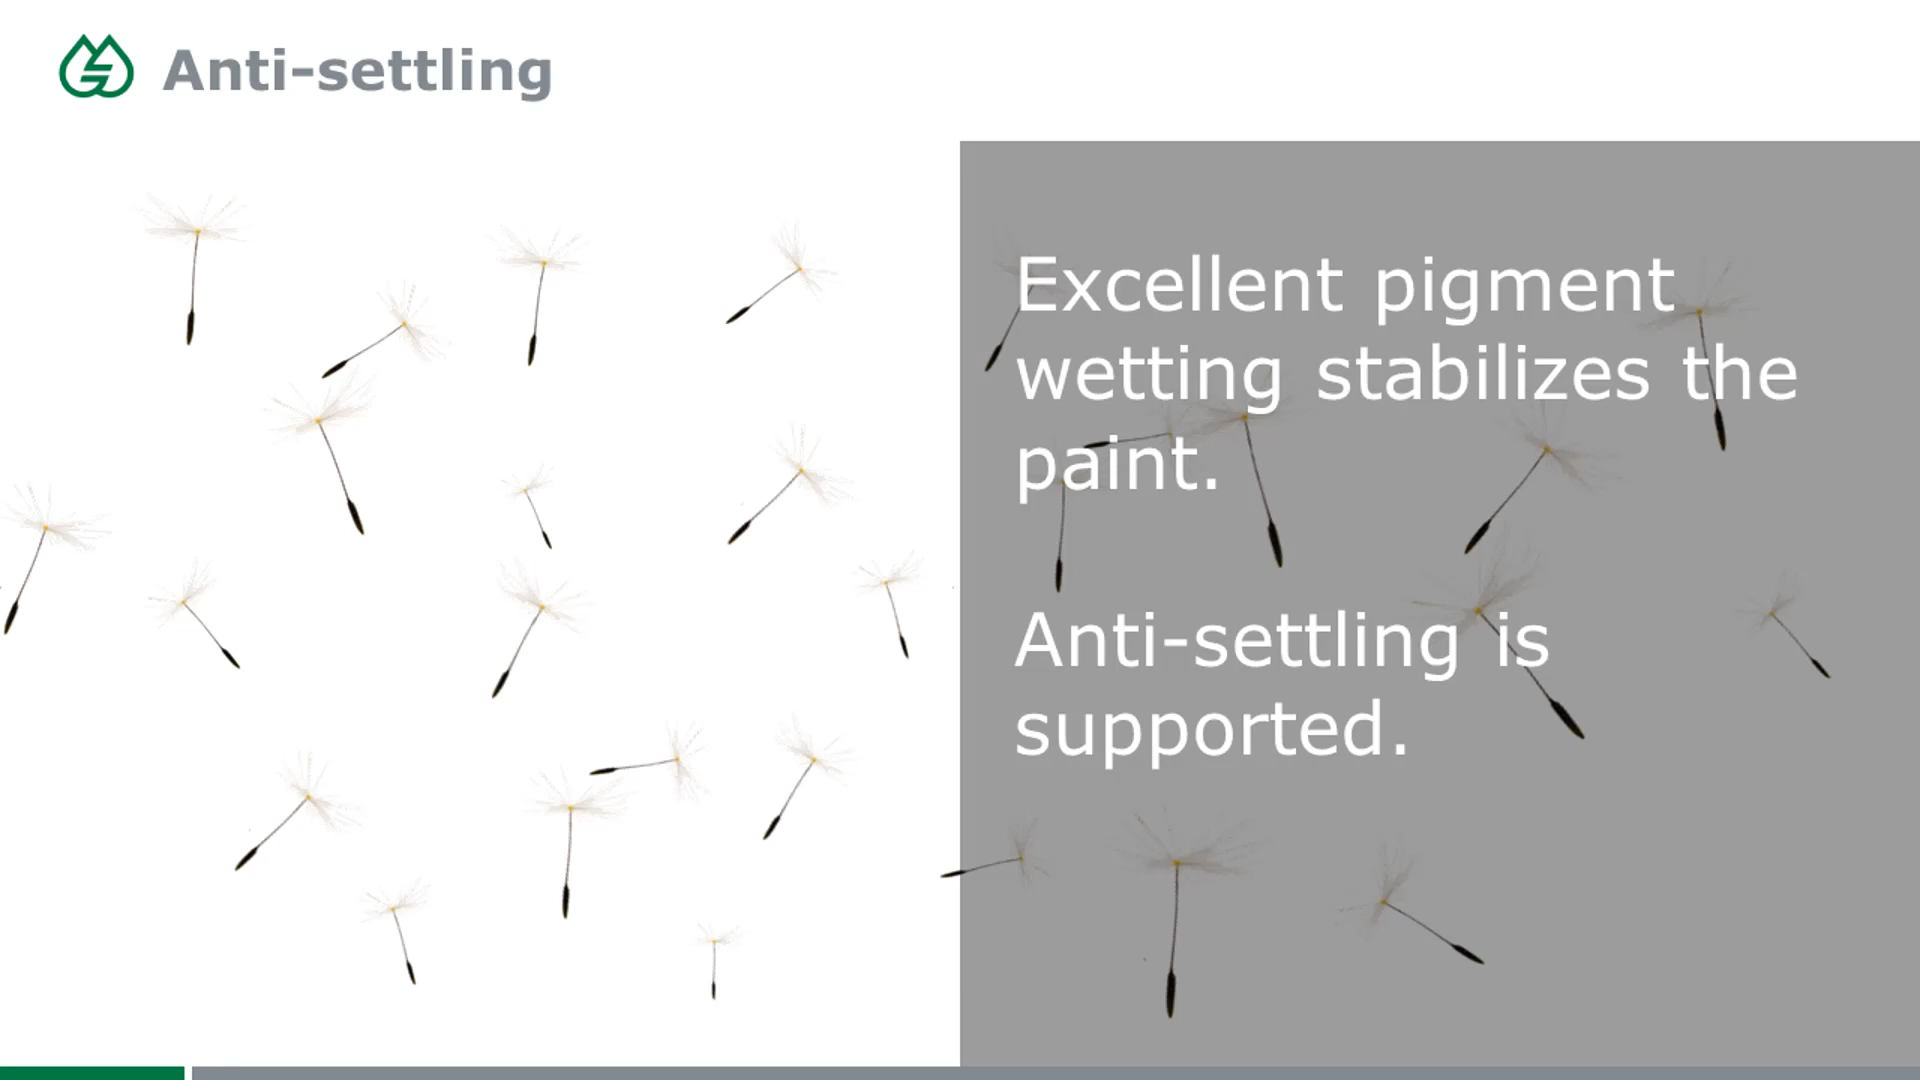 Anti-settling
Excellent pigment
wetting stabilizes the
paint.
Anti-settling is
supported.